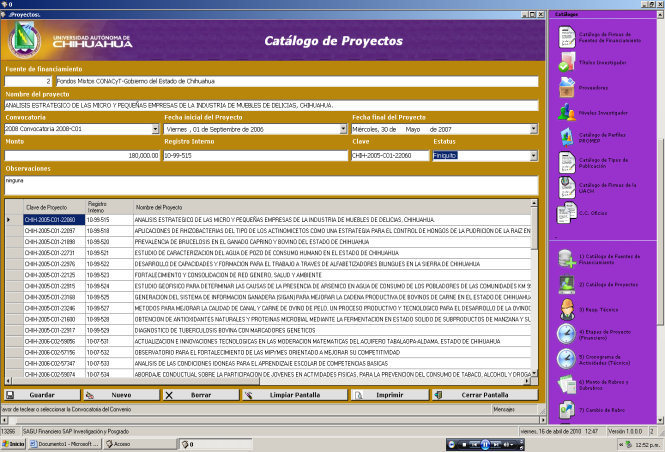 0
.:Proyectos:.
UNIVERSIDAD AUTÓNOMA DE
CHIHUAHUA
Catálogo de Proyectos
Fuente de financiamiento
2 Fondos Mixtos CONACyT-Gobierno del Estado de Chihuahua
Nombre del proyecto
ANALISIS ESTRATEGICO DE LAS MICRO Y PEQUEÑAS EMPRESAS DE LA INDUSTRIA DE MUEBLES DE DELICIAS, CHIHUAHUA.
Convocatoria Fecha inicial del Proyecto Fecha final del Proyecto
2008 Convocatoria 2008-C01 Viernes , 01 de Septiembre de 2006 Miércoles, 30 de Mayo de 2007
Monto Registro Interno Clave Estatus
180,000.00 10-99-515 CHIH-2005-C01-22060 Finiquito
Observaciones
ninguna
Clave de Proyecto Registro Interno Nombre del Proyecto
CHIH-2005-C01-22060 10-99-515 ANALISIS ESTRATEGICO DE LAS MICRO Y PEQUEÑAS EMPRESAS DE LA INDUSTRIA DE MUEBLES DE DELICIAS, CHIHUAHUA.
CHIH-2005-C01-22097 10-99-518 APLICACIONES DE RHIZOBACTERIAS DEL TIPO DE LOS ACTINOMICETOS COMO UNA ESTRATEGIA PARA EL CONTROL DE HONGOS DE LA PUDRICION DE LA RAIZ EN
CHIH-2005-C01-21898 10-99-520 PREVALENCIA DE BRUCELOSIS EN EL GANADO CAPRINO Y BOVINO DEL ESTADO DE CHIHUAHUA
CHIH-2005-C01-22731 10-99-521 ESTUDIO DE CARACTERIZACION DEL AGUA DE POZO DE CONSUMO HUMANO EN EL ESTADO DE CHIHUAHUA
CHIH-2005-C01-22976 10-99-522 DESARROLLO DE CAPACIDADES Y FORMACION PARA EL TRABAJO A TRAVES DE ALFABETIZADORES BILINGUES EN LA SIERRA DE CHIHUAHUA
CHIH-2005-C01-22125 10-99-523 FORTALECIMIENTO Y CONSOLIDACION DE RED GENERO, SALUD Y AMBIENTE
CHIH-2005-C01-22915 10-99-524 ESTUDIO GEOFISICO PARA DETERMINAR LAS CAUSAS DE LA PRESENCIA DE ARSENICO EN AGUA DE CONSUMO DE LOS POBLADORES DE LAS COMUNIDADES KM 9
CHIH-2005-C01-23168 10-99-525 GENERACION DEL SISTEMA DE INFORMACION GANADERA (SIGAN) PARA MEJORAR LA CADENA PRODUCTIVA DE BOVINOS DE CARNE EN EL ESTADO DE CHIHUAHU
CHIH-2005-C01-23246 10-99-527 METODOS PARA MEJORAR LA CALIDAD DE CANAL Y CARNE DE OVINO DE PELO, UN PROCESO PRODUCTIVO Y TECNOLOGICO PARA EL DESARROLLO DE LA OVINO
CHIH-2005-C01-21680 10-99-528 OBTENCION DE ANTIOXIDANTES NATURALES Y PROTEINAS MICROBIAL MEDIANTE LA FERMENTACION EN ESTADO SOLIDO DE SUBPRODUCTOS DE MANZANA Y SU
CHIH-2005-C01-22917 10-99-529 DIAGNOSTICO DE TUBERCULOSIS BOVINA CON MARCADORES GENETICOS
CHIH-2006-C02-59056 10-07-531 ACTUALIZACION E INNOVACIONES TECNOLOGICAS EN LAS MODERACION MATEMATICAS DEL ACUIFERO TABALAOPA-ALDAMA, ESTADO DE CHIHUAHUA
CHIH-2006-C02-57156 10-07-532 OBSERVATORIO PARA EL FORTALECIMIENTO DE LAS MIPYMES ORIENTADO A MEJORAR SU COMPETITIVIDAD
CHIH-2006-C02-57347 10-07-533 ANALISIS DE LAS CONDICIONES IDONEAS PARA EL APRENDIZAJE ESCOLAR DE COMPETENCIAS BASICAS
CHIH-2006-C02-59074 10-07-534 ABORDAJE CONDUCTUAL SOBRE LA PARTICIPACION DE JOVENES EN ACTIVIDADES FISICAS, PARA LA PREVENCION DEL CONSUMO DE TABACO, ALCOHOL Y DROGA
Guardar Nuevo Borrar Limpiar Pantalla Imprimir Cerrar Pantalla
avor de teclear o seleccionar la Convocatoria del Convenio Mensajes
Catálogos
Catálogo de Firmas de
Fuentes de Financiamiento
Títulos Investigador
Proveedores
Niveles Investigador
Catálogo de Perfiles
PROMEP
Catálogo de Tipos de
Publicación
Catálogo de Firmas de la
UACH
C.C. Oficios
1) Catálogo de Fuentes de
Financiamiento
2) Catálogo de Proyectos
3) Resp. Técnico
4) Etapas de Proyecto
(Financiero)
5) Cronograma de
Actividades (Técnico)
6) Monto de Rubros y
Subrubros
7) Cambio de Rubro
13266 SAGU Financiero SAP Investigación y Posgrado viernes, 16 de abril de 2010 12:47 Versión 1.0.0.0 2
Inicio Documento1 - Microsoft ... Acceso 0 12:52 p.m.